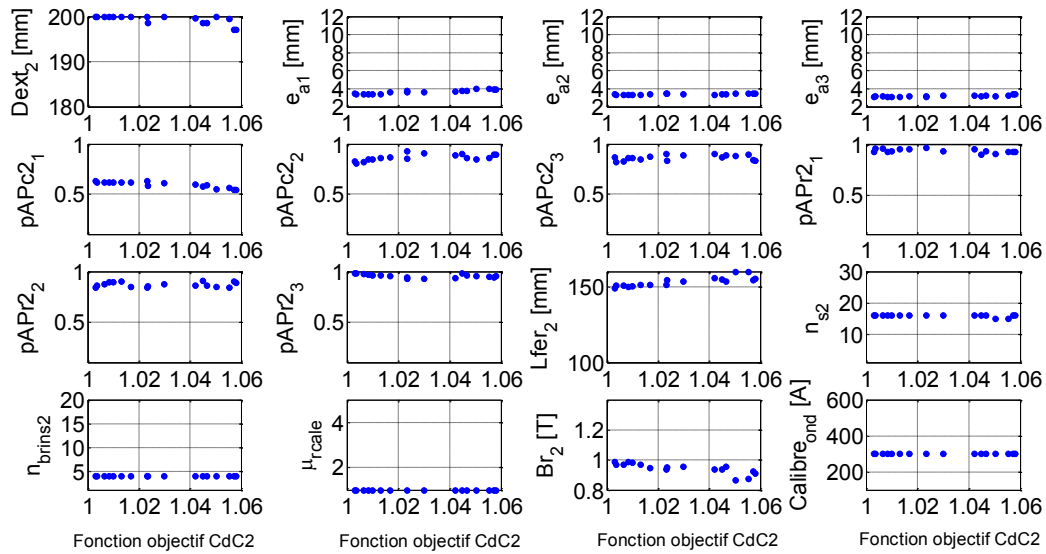 Dext2 [mm]
200
190
180
1 1.02 1.04 1.06
ea1 [mm]
12
10
8
6
4
2
1 1.02 1.04 1.06
ea2 [mm]
12
10
8
6
4
2
1 1.02 1.04 1.06
ea3 [mm]
12
10
8
6
4
2
1 1.02 1.04 1.06
pAPc21
1
0.5
1 1.02 1.04 1.06
pAPc22
1
0.5
1 1.02 1.04 1.06
pAPc23
1
0.5
1 1.02 1.04 1.06
pAPr21
1
0.5
1 1.02 1.04 1.06
pAPr22
1
0.5
1 1.02 1.04 1.06
pAPr23
1
0.5
1 1.02 1.04 1.06
Lfer2 [mm]
150
100
1 1.02 1.04 1.06
ns2
30
20
10
1 1.02 1.04 1.06
nbrins2
20
15
10
5
1 1.02 1.04 1.06
Fonction objectif CdC2
μrcale
4
2
1 1.02 1.04 1.06
Fonction objectif CdC2
Br2 [T]
1.2
1
0.8
1 1.02 1.04 1.06
Fonction objectif CdC2
Calilbreond [A]
600
400
200
1 1.02 1.04 1.06
Fonction objectif CdC2